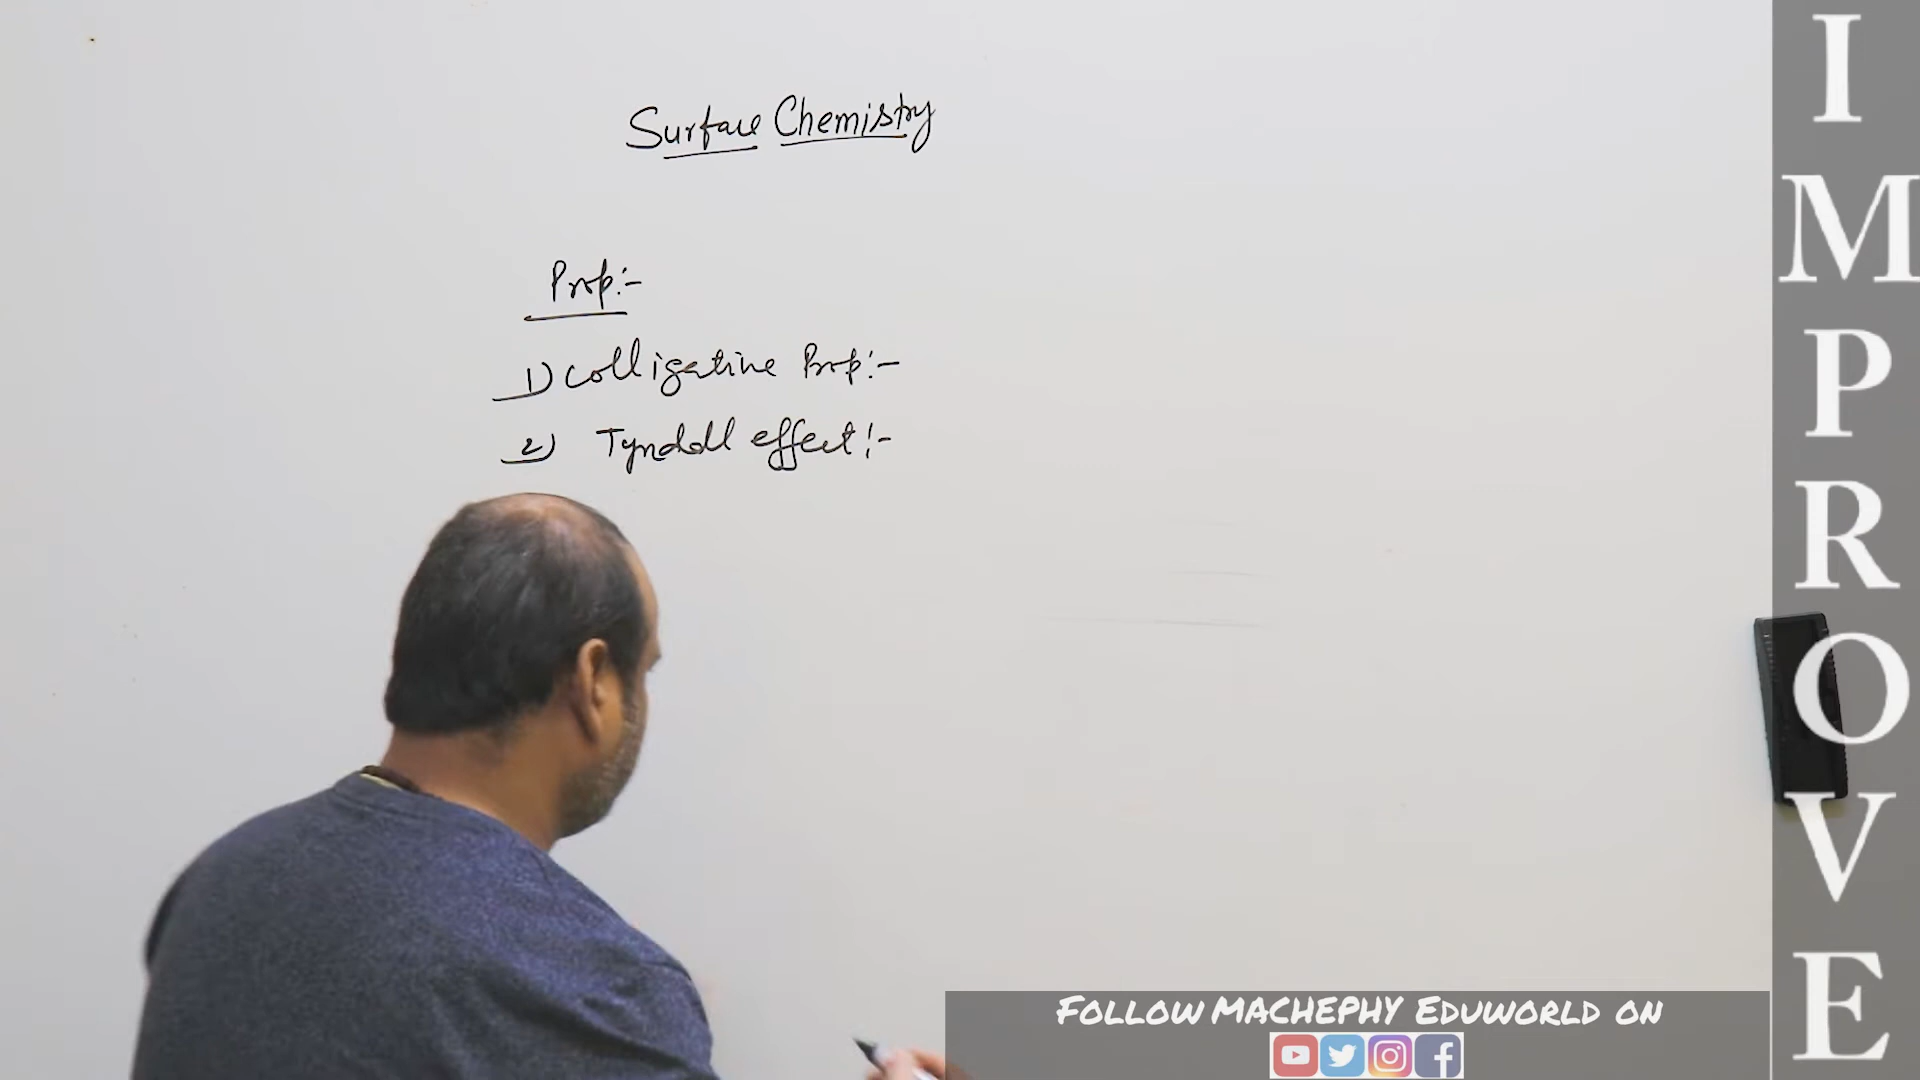 Surface Chemistry
Prop:-
1) Colligative Prop:-
2) Tyndall effect:-
FOLLOW MACHEPHY EDUWORLD ON
IMPROVE